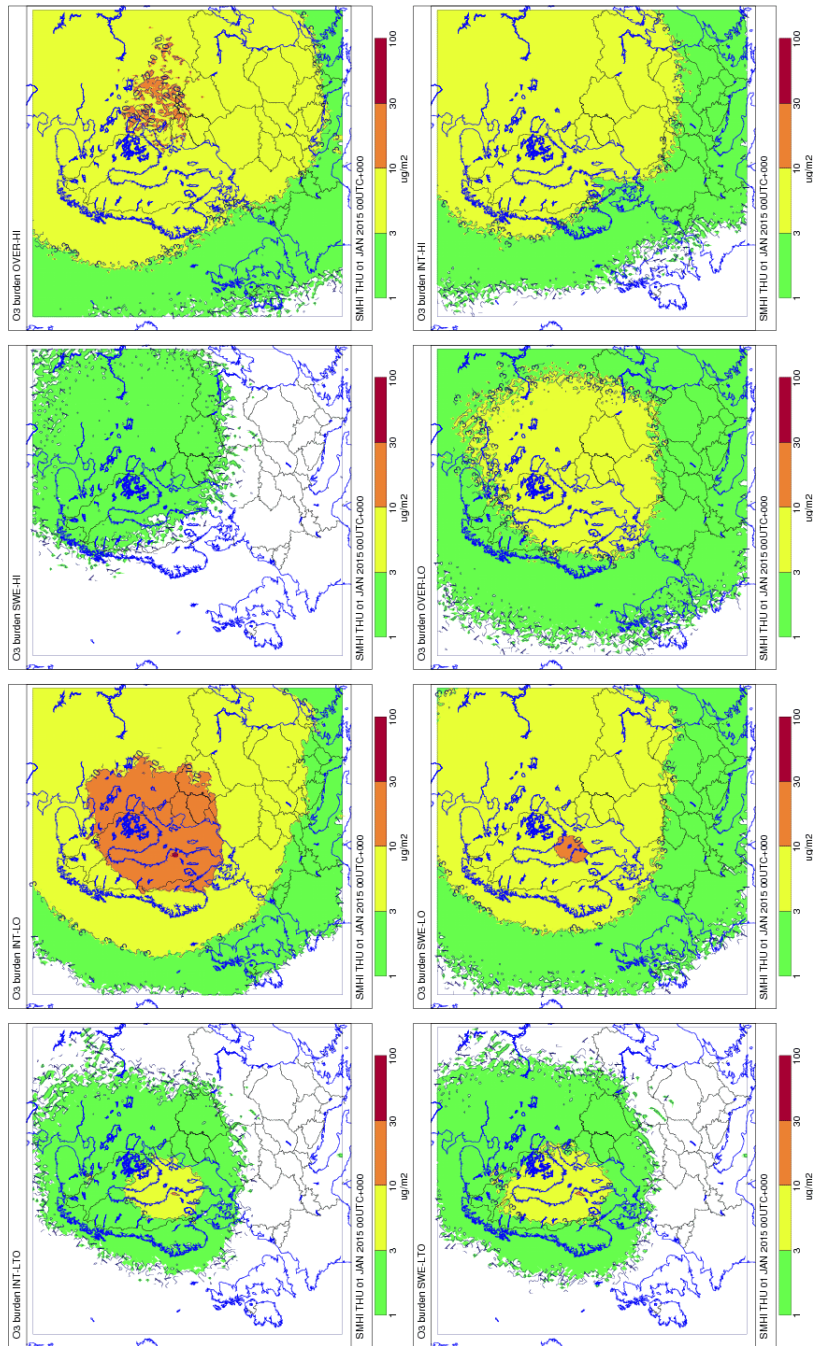 O3 burden INT-LTO
SMHI THU 01 JAN 2015 00UTC+000
1 3 10 30 100
ug/m2
O3 burden INT-LO
SMHI THU 01 JAN 2015 00UTC+000
1 3 10 30 100
ug/m2
O3 burden SWE-HI
SMHI THU 01 JAN 2015 00UTC+000
1 3 10 30 100
ug/m2
O3 burden OVER-HI
SMHI THU 01 JAN 2015 00UTC+000
1 3 10 30 100
ug/m2
O3 burden SWE-LTO
SMHI THU 01 JAN 2015 00UTC+000
1 3 10 30 100
ug/m2
O3 burden SWE-LO
SMHI THU 01 JAN 2015 00UTC+000
1 3 10 30 100
ug/m2
O3 burden OVER-LO
SMHI THU 01 JAN 2015 00UTC+000
1 3 10 30 100
ug/m2
O3 burden INT-HI
SMHI THU 01 JAN 2015 00UTC+000
1 3 10 30 100
ug/m2